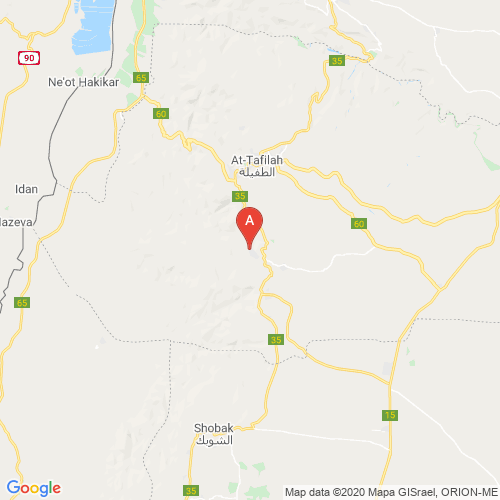 90
65
35
Ne'ot Hakikar
60
At-Tafilah
الطفيلة
Idan
35
A
Hazeva
60
65
35
15
Shobak
الشوبك
35
Google
Map data ©2020 Mapa GISrael, ORION-ME